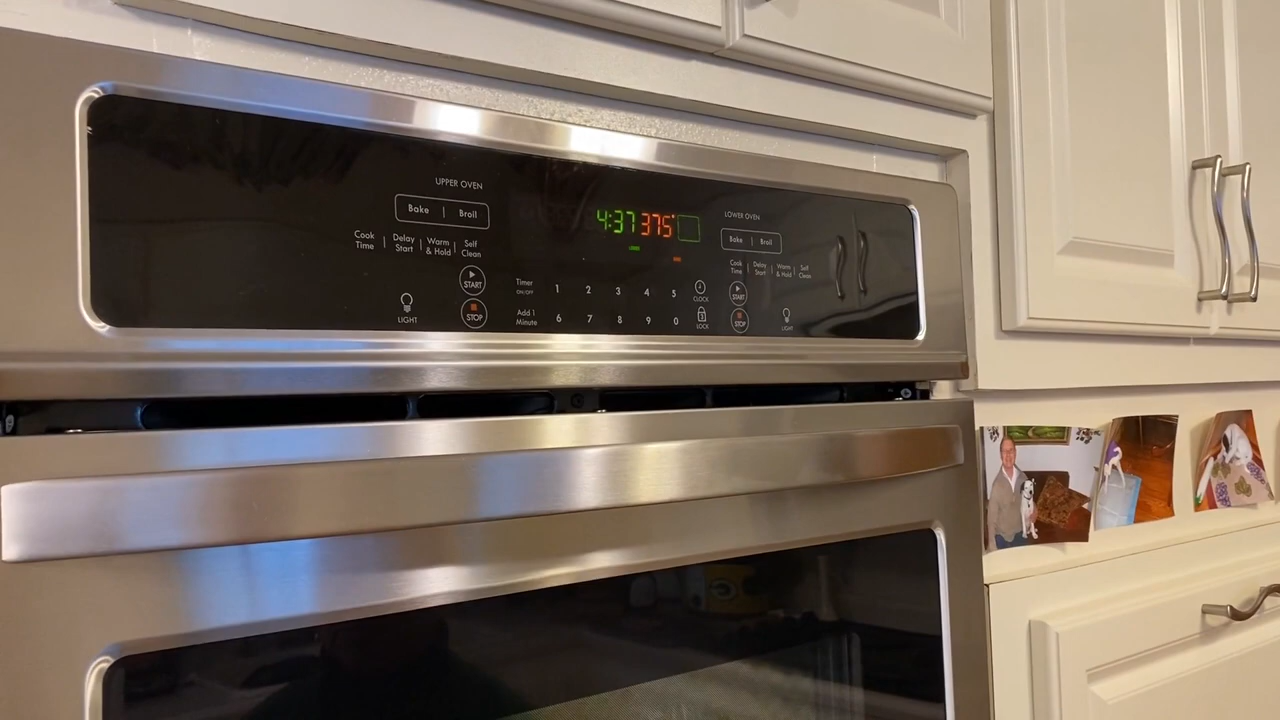 UPPER OVEN
Bake | Broil
Cook Time | Delay Start | Warm & Hold | Self Clean
START
LIGHT
STOP
4:37 375°
Timer ON/OFF 1 2 3 4 5
CLOCK
Add 1 Minute 6 7 8 9 0
LOCK
LOWER OVEN
Bake | Broil
Cook Time | Delay Start | Warm & Hold | Self Clean
START
STOP
LIGHT